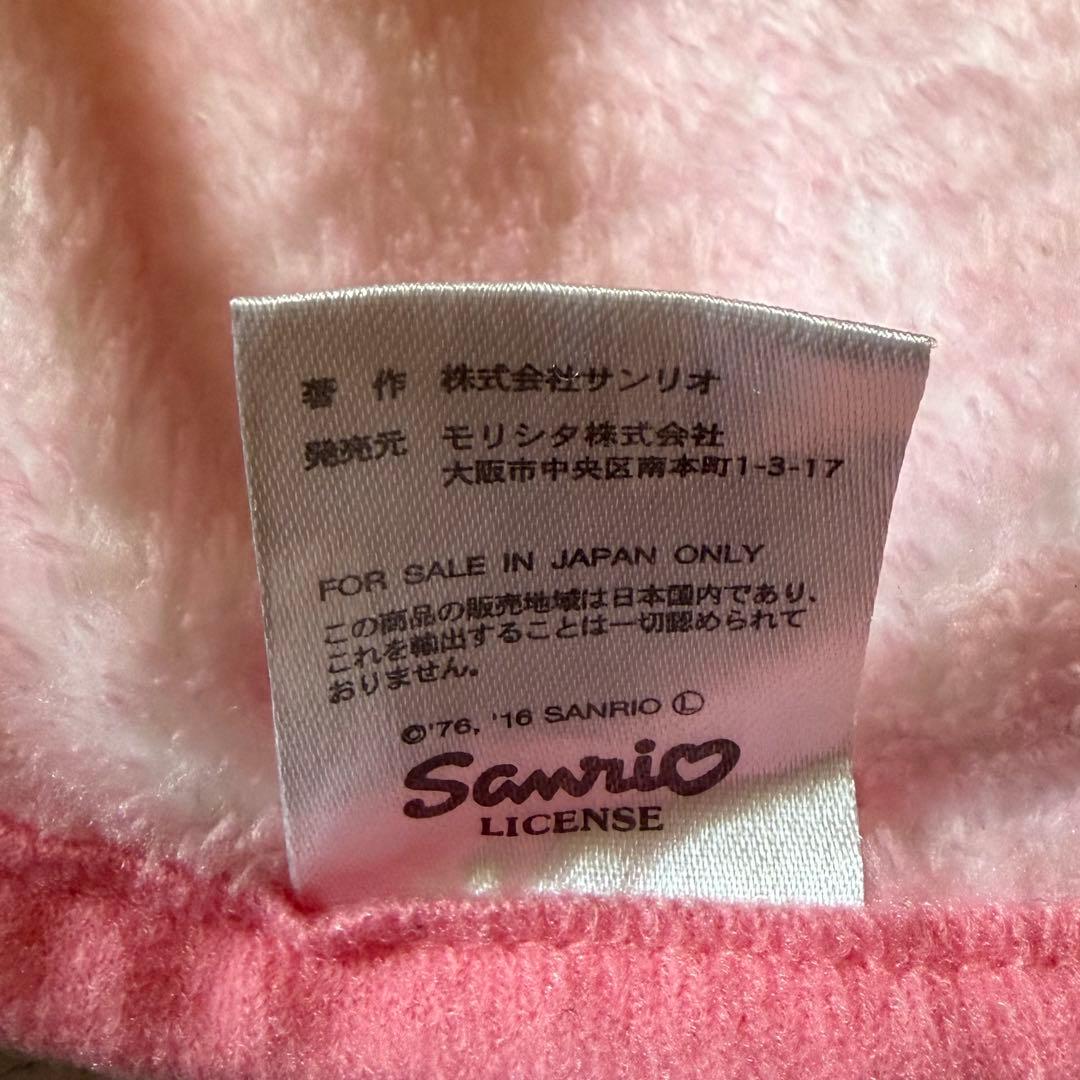 著 作 株式会社サンリオ
発売元 モリシタ株式会社
大阪市中央区南本町1-3-17
FOR SALE IN JAPAN ONLY
この商品の販売地域は日本国内であり、
これを輸出することは一切認められて
おりません。
©'76, '16 SANRIO Ⓛ
Sanrio
LICENSE